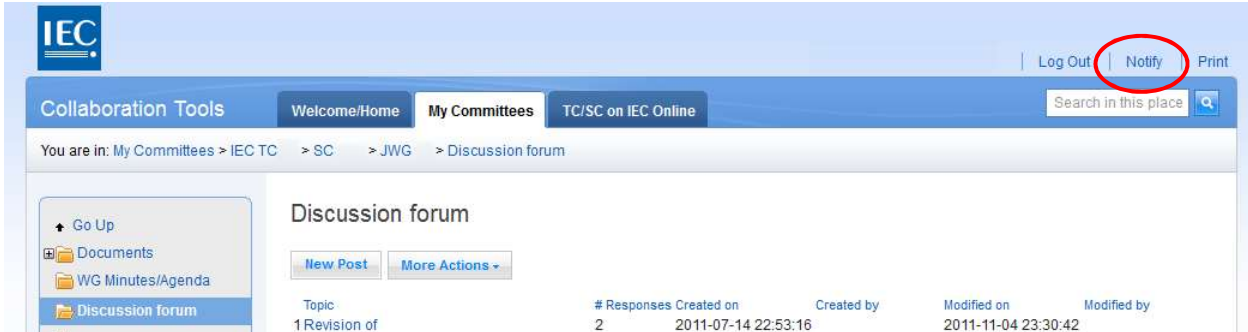 IEC
Log Out | Notify | Print
Collaboration Tools Welcome/Home My Committees TC/SC on IEC Online Search in this place
You are in: My Committees > IEC TC > SC > JWG > Discussion forum
Go Up
Discussion forum
Documents
New Post More Actions
WG Minutes/Agenda
Discussion forum
Topic # Responses Created on Created by Modified on Modified by
1 Revision of 2 2011-07-14 22:53:16 2011-11-04 23:30:42